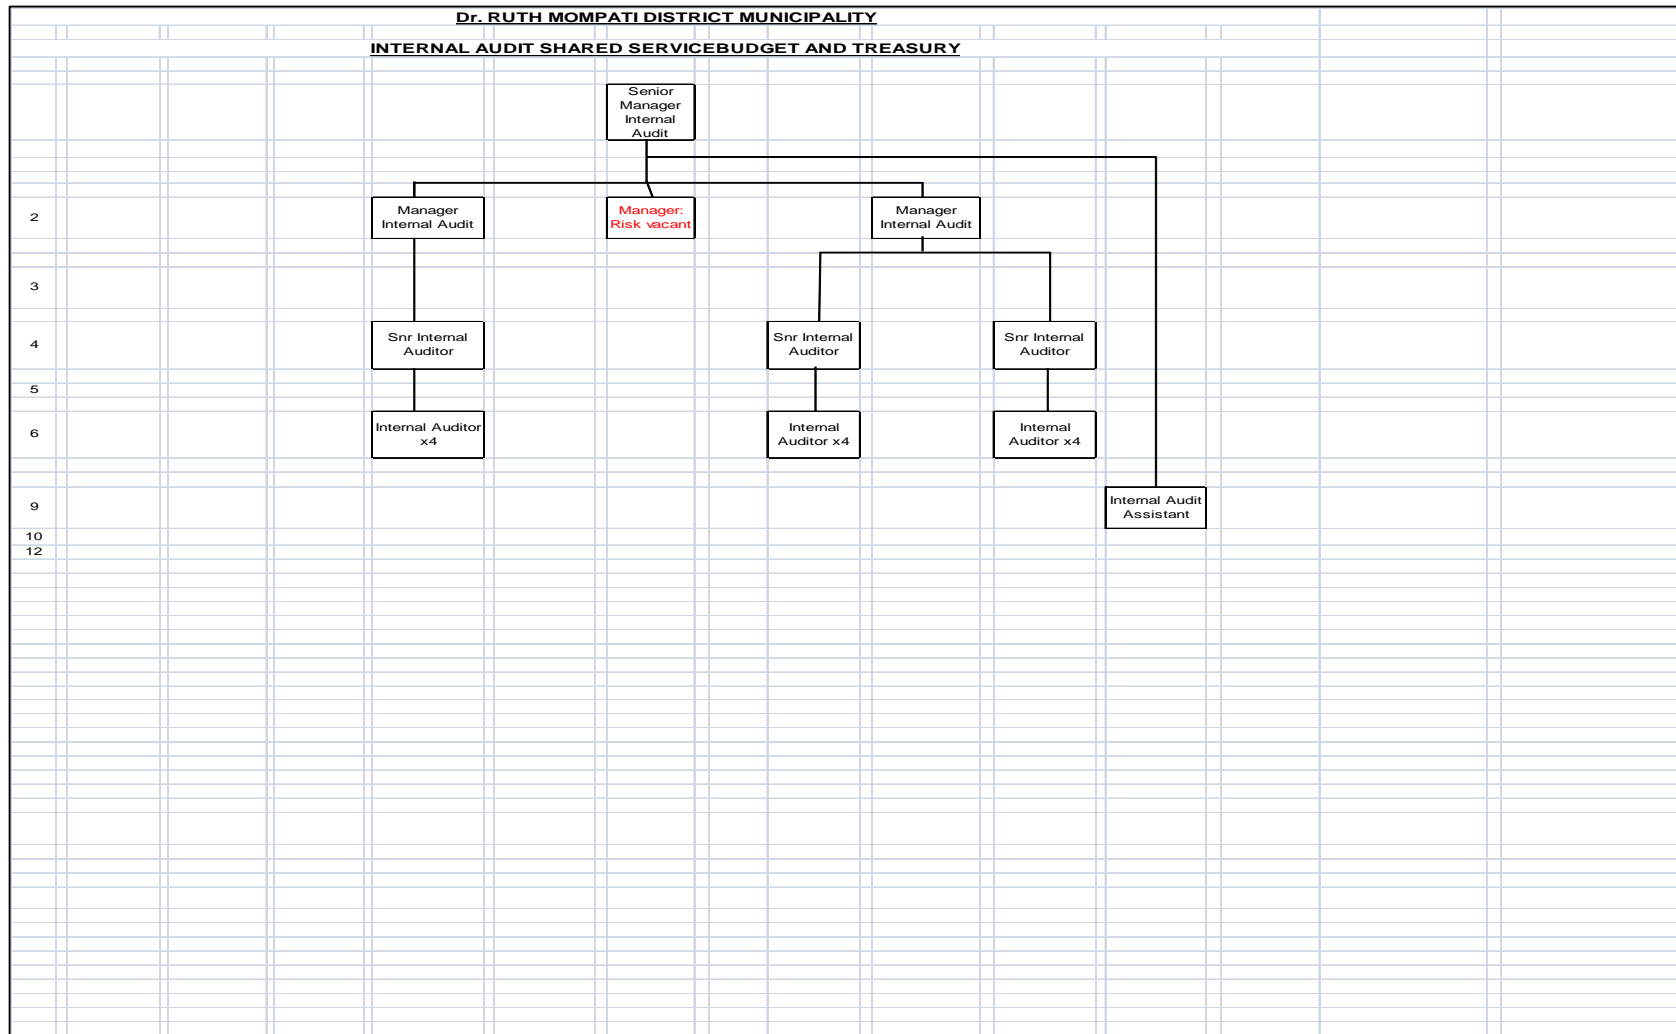 Dr. RUTH MOMPATI DISTRICT MUNICIPALITY
INTERNAL AUDIT SHARED SERVICEBUDGET AND TREASURY
Senior
Manager
Internal
Audit
2
Manager
Internal Audit
Manager:
Risk vacant
Manager
Internal Audit
3
4
Snr Internal
Auditor
Snr Internal
Auditor
Snr Internal
Auditor
5
6
Internal Auditor
x4
Internal
Auditor x4
Internal
Auditor x4
9
Internal Audit
Assistant
10
12